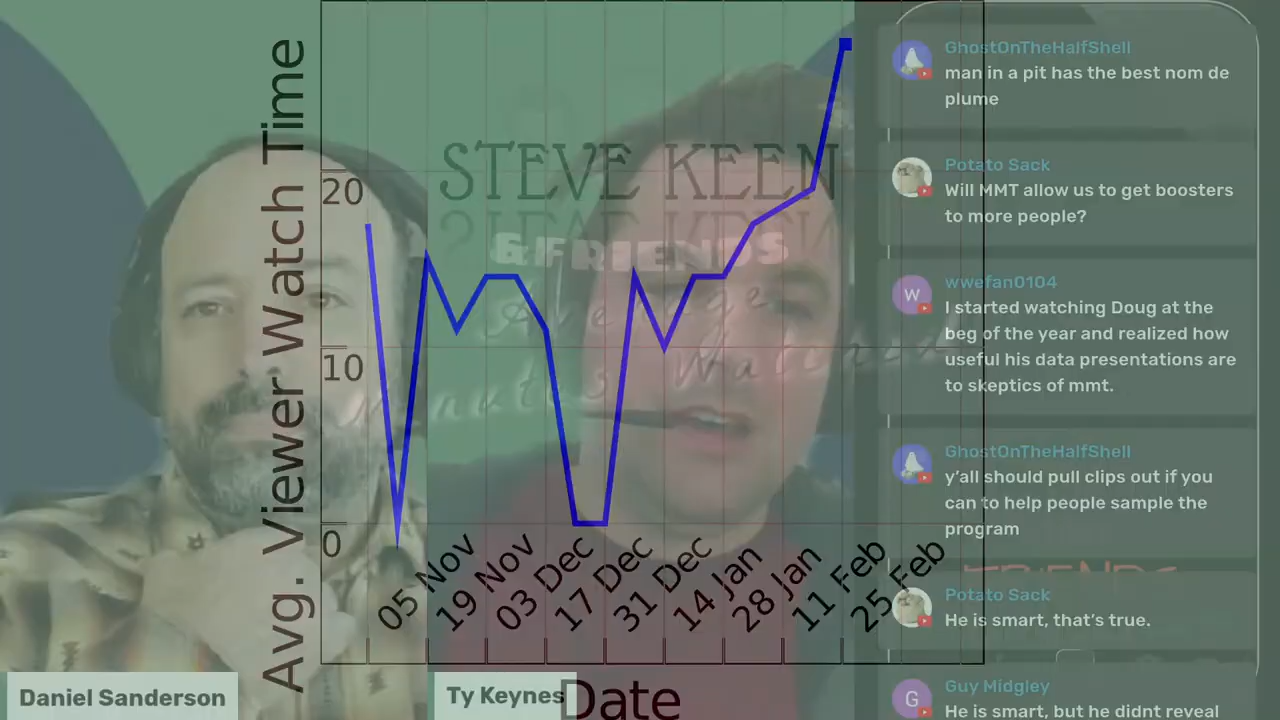 Avg. Viewer Watch Time
20
10
0
05 Nov
19 Nov
03 Dec
17 Dec
31 Dec
14 Jan
28 Jan
11 Feb
25 Feb
Date
STEVE KEEN
&FRIENDS
Average
Minutes Watched
Daniel Sanderson
Ty Keynes
GhostOnTheHalfShell
man in a pit has the best nom de
plume
Potato Sack
Will MMT allow us to get boosters
to more people?
W
wwefan0104
I started watching Doug at the
beg of the year and realized how
useful his data presentations are
to skeptics of mmt.
GhostOnTheHalfShell
y'all should pull clips out if you
can to help people sample the
program
FRIENDS
Potato Sack
He is smart, that's true.
G
Guy Midgley
He is smart, but he didnt reveal